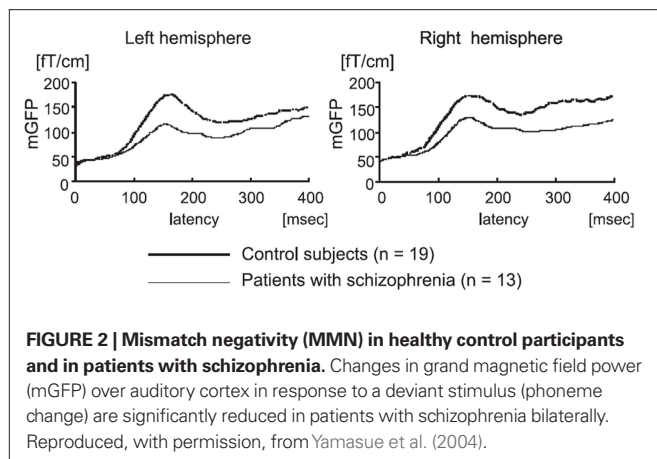 Left hemisphere
Right hemisphere
[fT/cm]
[fT/cm]
200
150
100
50
0
mGFP
0
100
200
300
400
latency
[msec]
200
150
100
50
0
mGFP
0
100
200
300
400
latency
[msec]
Control subjects (n = 19)
Patients with schizophrenia (n = 13)
FIGURE 2 | Mismatch negativity (MMN) in healthy control participants
and in patients with schizophrenia. Changes in grand magnetic field power
(mGFP) over auditory cortex in response to a deviant stimulus (phoneme
change) are significantly reduced in patients with schizophrenia bilaterally.
Reproduced, with permission, from Yamasue et al. (2004).